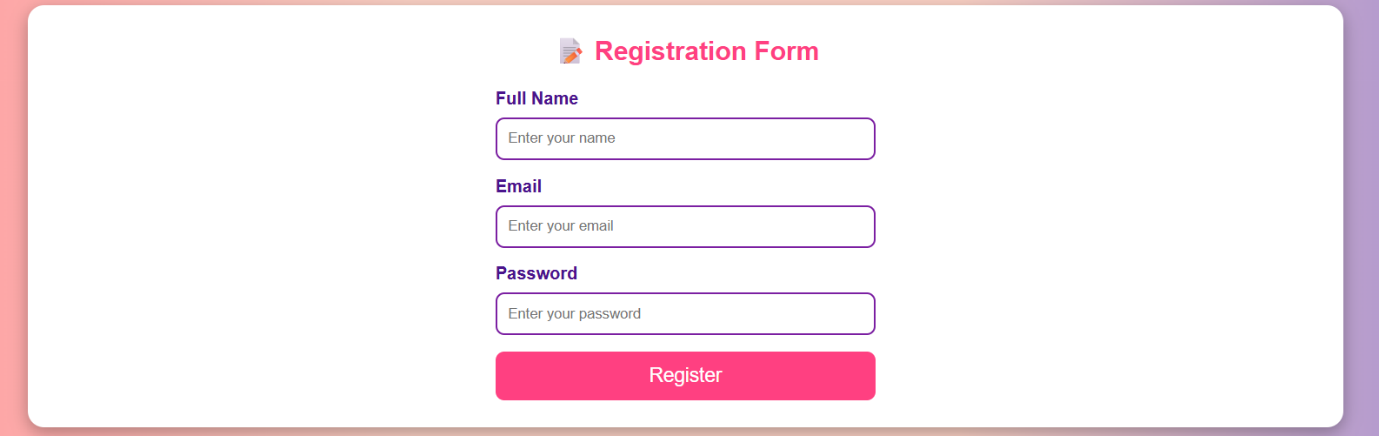 📝 Registration Form
Full Name
Enter your name
Email
Enter your email
Password
Enter your password
Register